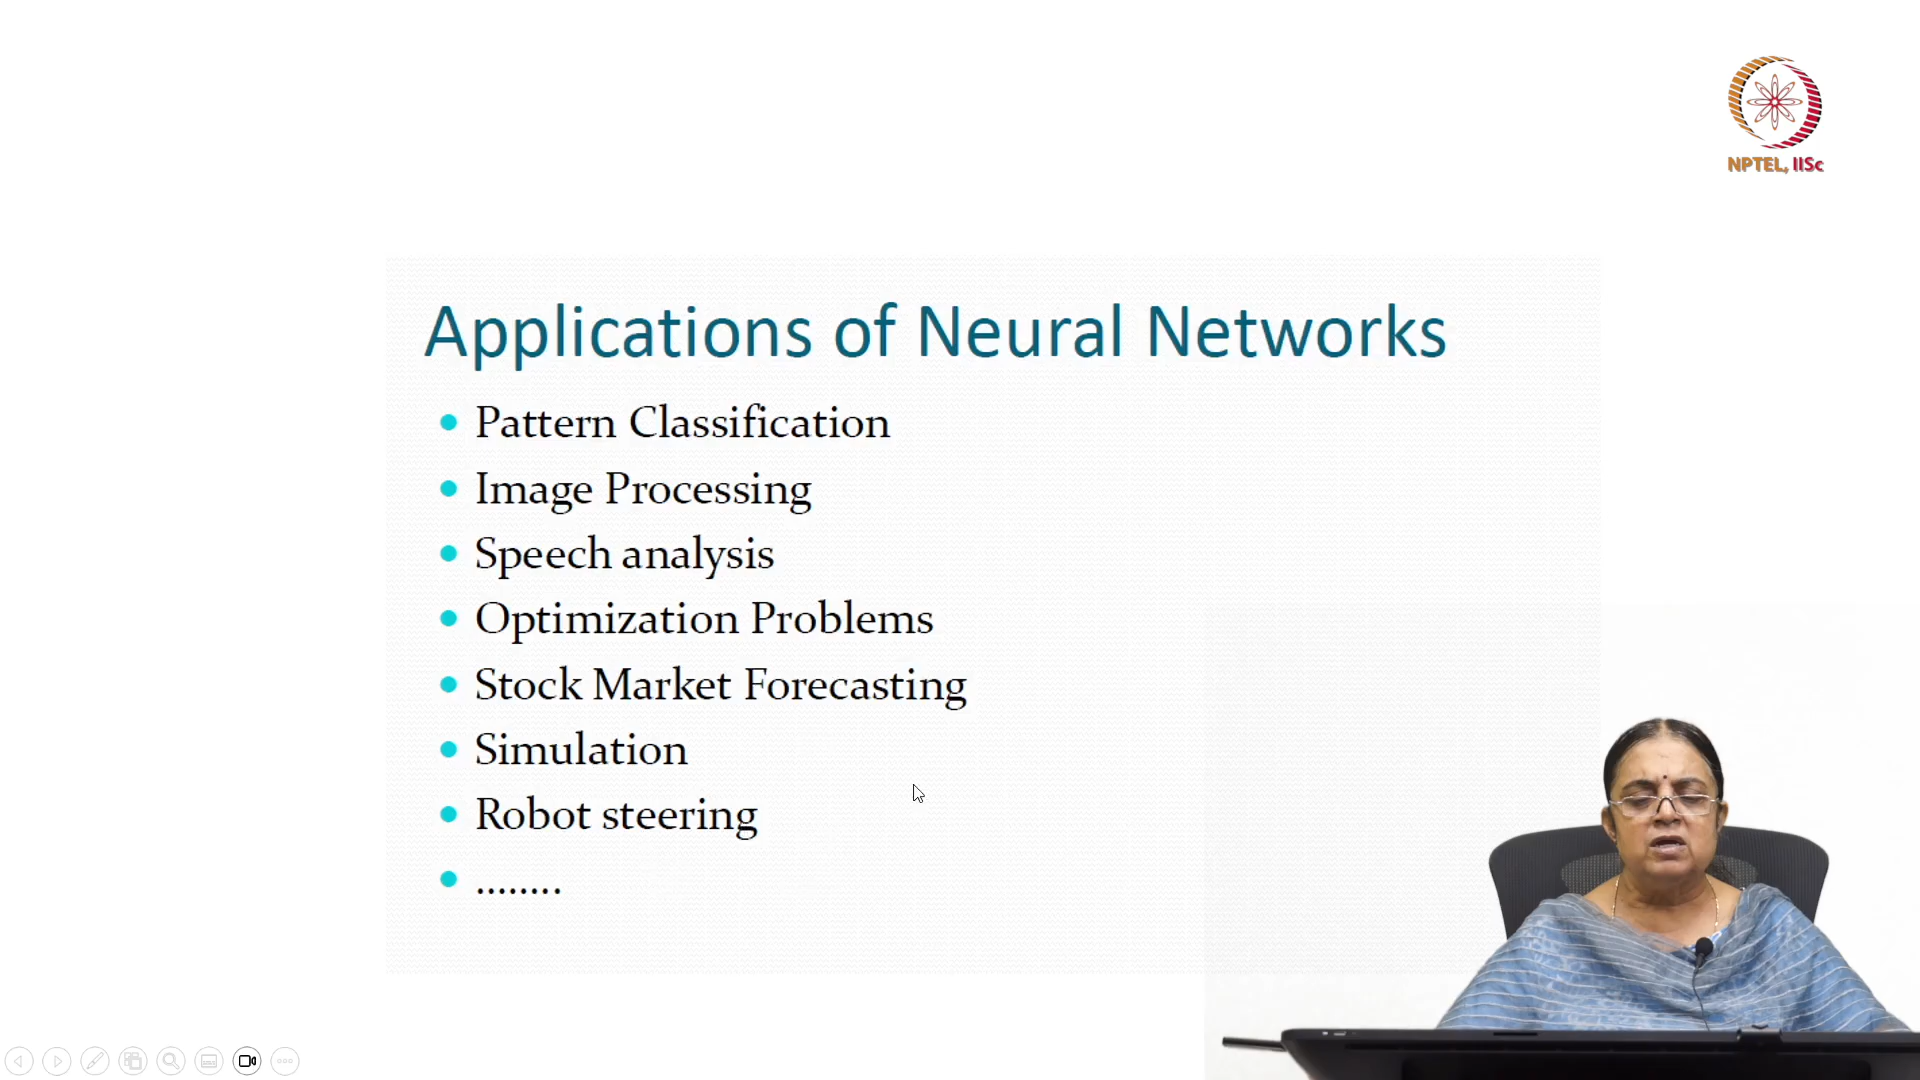 NPTEL, IISc
Applications of Neural Networks
Pattern Classification
Image Processing
Speech analysis
Optimization Problems
Stock Market Forecasting
Simulation
Robot steering
........